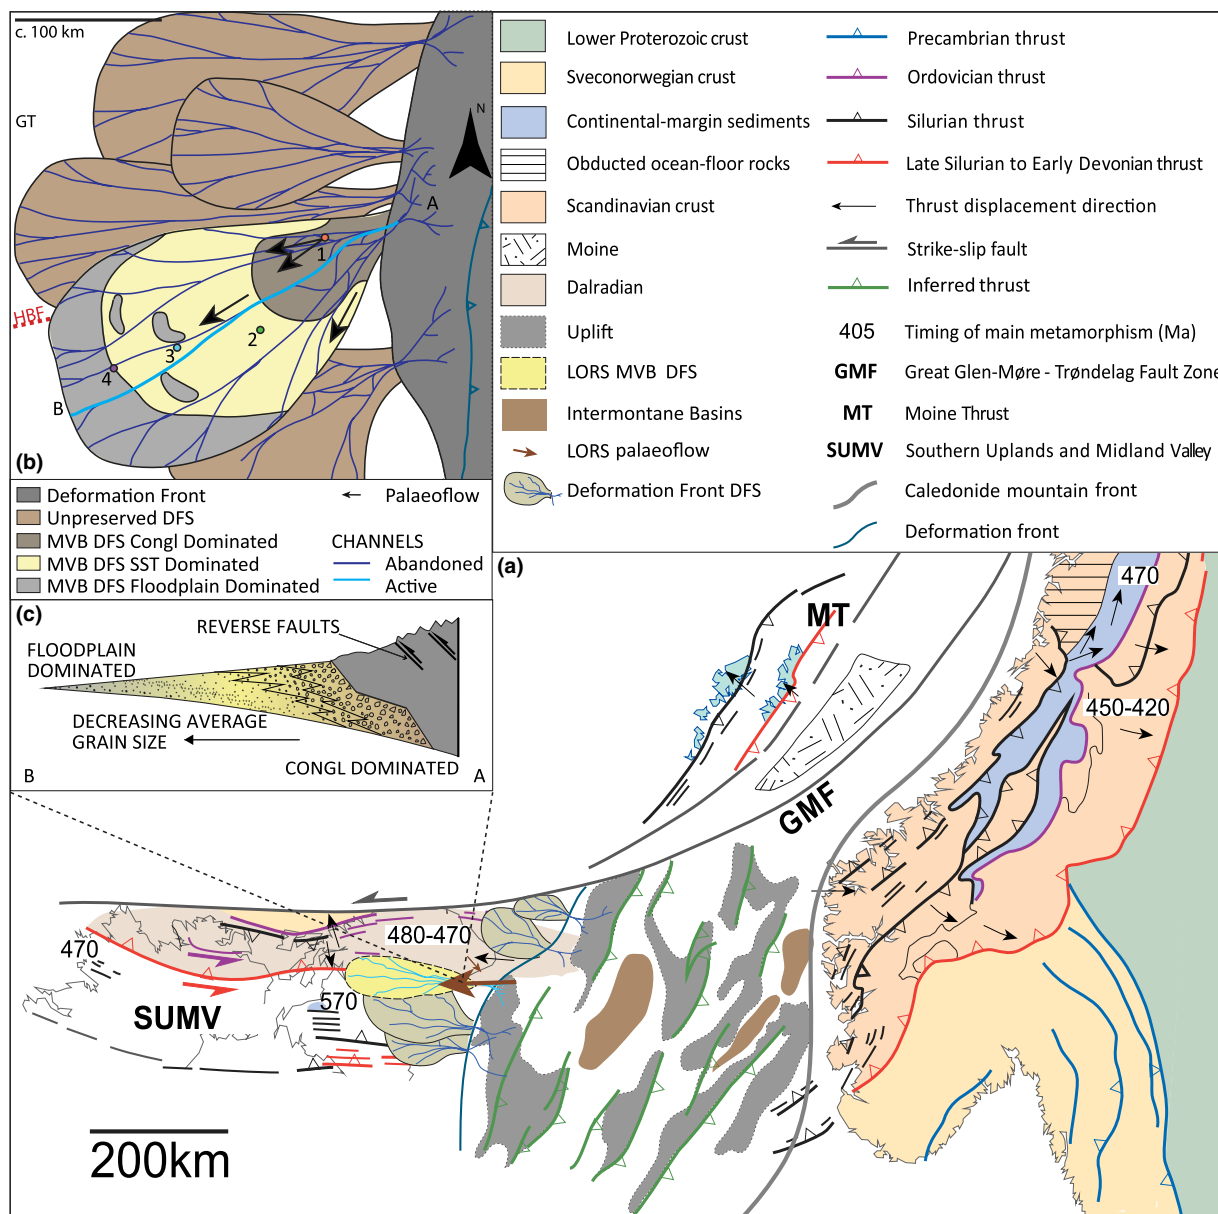 c. 100 km
GT
N
A
1
2
3
4
HBF
B
(b)
Deformation Front
Unpreserved DFS
MVB DFS Congl Dominated
MVB DFS SST Dominated
MVB DFS Floodplain Dominated
Palaeoflow
CHANNELS
Abandoned
Active
Lower Proterozoic crust
Sveconorwegian crust
Continental-margin sediments
Obducted ocean-floor rocks
Scandinavian crust
Moine
Dalradian
Uplift
LORS MVB DFS
Intermontane Basins
LORS palaeoflow
Deformation Front DFS
Precambrian thrust
Ordovician thrust
Silurian thrust
Late Silurian to Early Devonian thrust
Thrust displacement direction
Strike-slip fault
Inferred thrust
405 Timing of main metamorphism (Ma)
GMF Great Glen-Møre - Trøndelag Fault Zone
MT Moine Thrust
SUMV Southern Uplands and Midland Valley
Caledonide mountain front
Deformation front
(c)
REVERSE FAULTS
FLOODPLAIN
DOMINATED
DECREASING AVERAGE
GRAIN SIZE
CONGL DOMINATED
B
A
(a)
MT
GMF
470
450-420
480-470
470
570
SUMV
200km